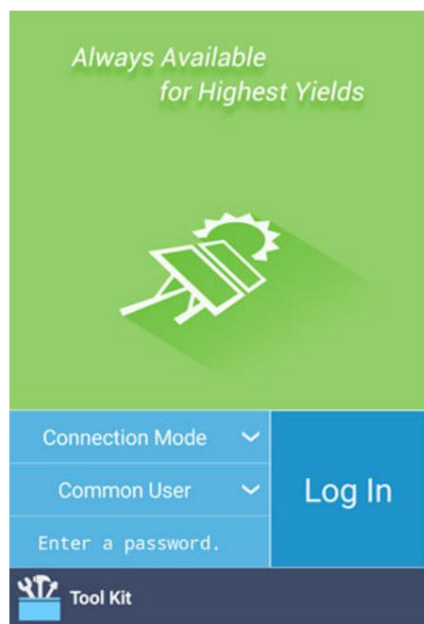 Always Available
for Highest Yields
Connection Mode
Common User
Log In
Enter a password.
Tool Kit